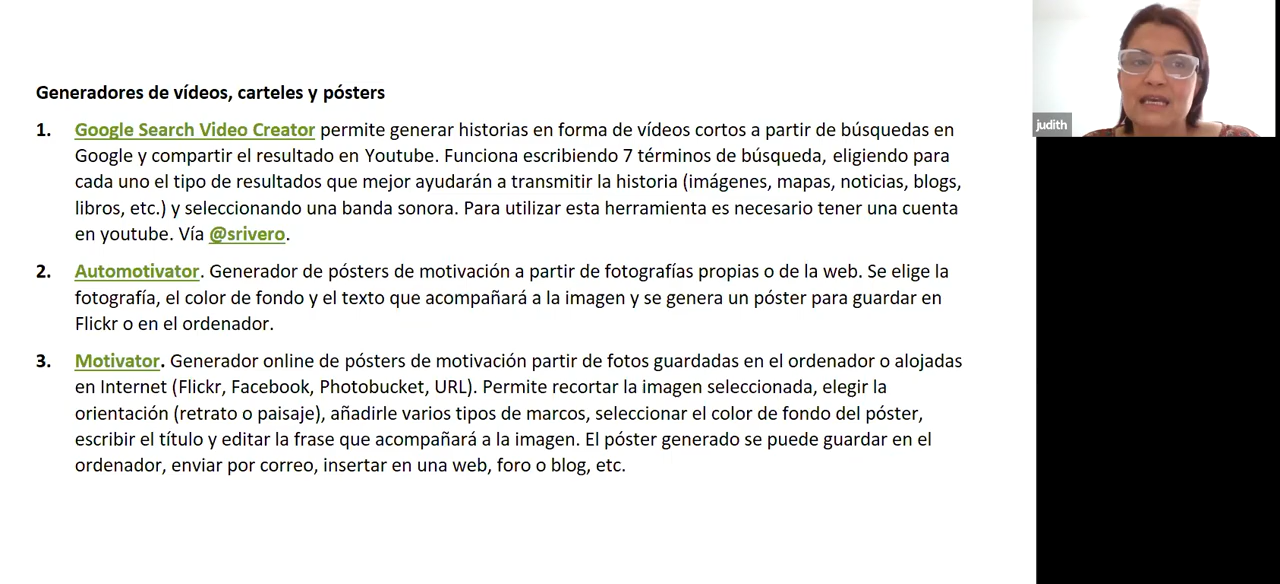 Generadores de vídeos, carteles y pósters
1. Google Search Video Creator permite generar historias en forma de vídeos cortos a partir de búsquedas en
Google y compartir el resultado en Youtube. Funciona escribiendo 7 términos de búsqueda, eligiendo para
cada uno el tipo de resultados que mejor ayudarán a transmitir la historia (imágenes, mapas, noticias, blogs,
libros, etc.) y seleccionando una banda sonora. Para utilizar esta herramienta es necesario tener una cuenta
en youtube. Vía @srivero.
2. Automotivator. Generador de pósters de motivación a partir de fotografías propias o de la web. Se elige la
fotografía, el color de fondo y el texto que acompañará a la imagen y se genera un póster para guardar en
Flickr o en el ordenador.
3. Motivator. Generador online de pósters de motivación partir de fotos guardadas en el ordenador o alojadas
en Internet (Flickr, Facebook, Photobucket, URL). Permite recortar la imagen seleccionada, elegir la
orientación (retrato o paisaje), añadirle varios tipos de marcos, seleccionar el color de fondo del póster,
escribir el título y editar la frase que acompañará a la imagen. El póster generado se puede guardar en el
ordenador, enviar por correo, insertar en una web, foro o blog, etc.
judith